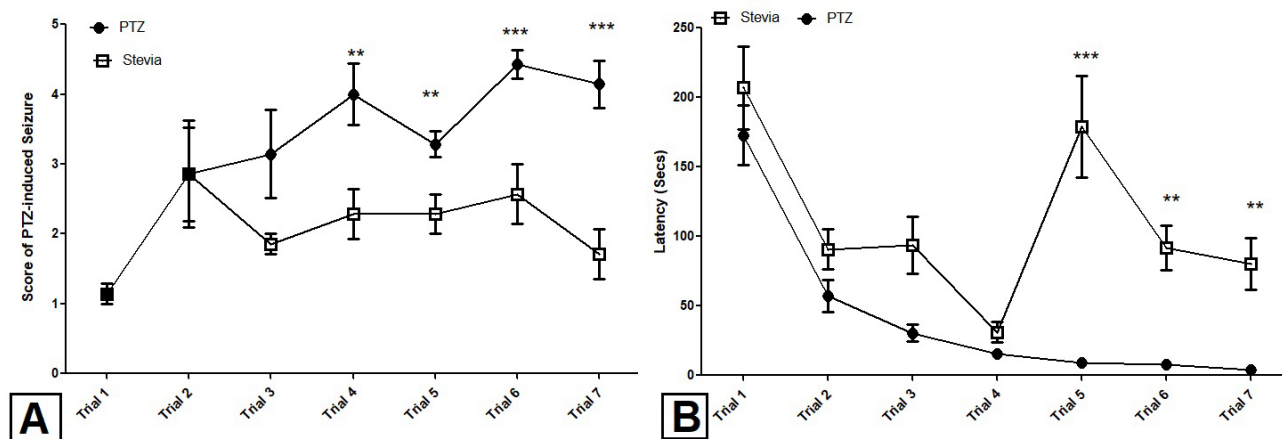 PTZ
Stevia
Score of PTZ-induced Seizure
5
4
3
2
1
0
**
**
***
***
Trial 1
Trial 2
Trial 3
Trial 4
Trial 5
Trial 6
Trial 7
A
Stevia PTZ
Latency (Secs)
250
200
150
100
50
0
***
**
**
Trial 1
Trial 2
Trial 3
Trial 4
Trial 5
Trial 6
Trial 7
B